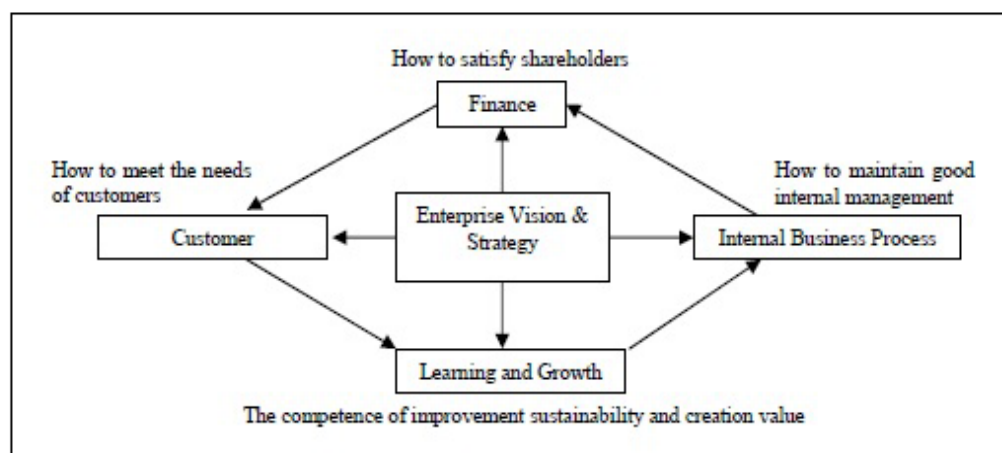 How to satisfy shareholders
Finance
How to meet the needs
of customers
How to maintain good
internal management
Enterprise Vision &
Strategy
Customer
Internal Business Process
Learning and Growth
The competence of improvement sustainability and creation value